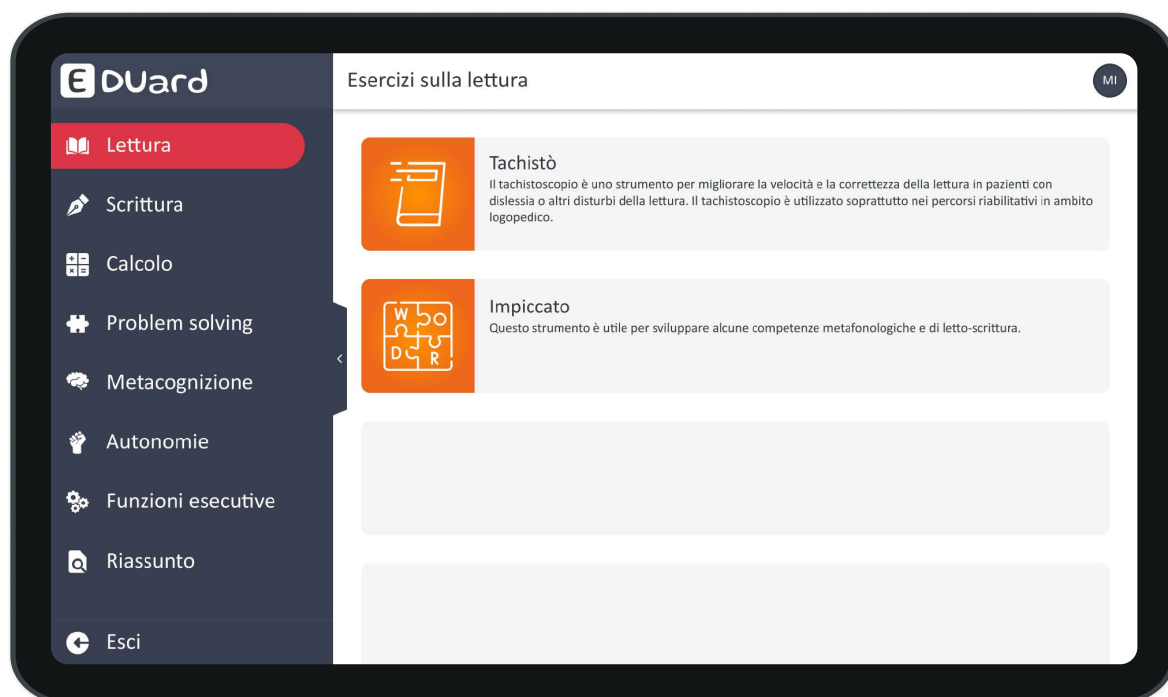 EDUard
Esercizi sulla lettura
MI
Lettura
Scrittura
Calcolo
Problem solving
Metacognizione
Autonomie
Funzioni esecutive
Riassunto
Esci
Tachistò
Il tachistoscopio è uno strumento per migliorare la velocità e la correttezza della lettura in pazienti con
dislessia o altri disturbi della lettura. Il tachistoscopio è utilizzato soprattutto nei percorsi riabilitativi in ambito
logopedico.
W O
D R
Impiccato
Questo strumento è utile per sviluppare alcune competenze metafonologiche e di letto-scrittura.